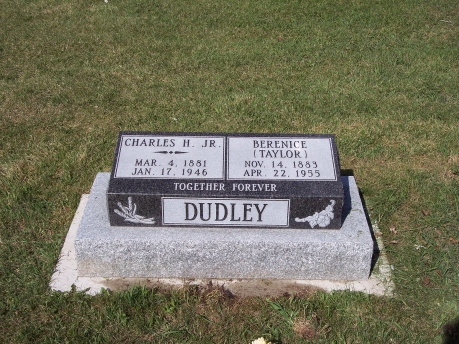 CHARLES H. JR.
MAR. 4, 1881
JAN. 17, 1946
BERENICE
(TAYLOR)
NOV. 14, 1883
APR. 22, 1955
TOGETHER FOREVER
DUDLEY